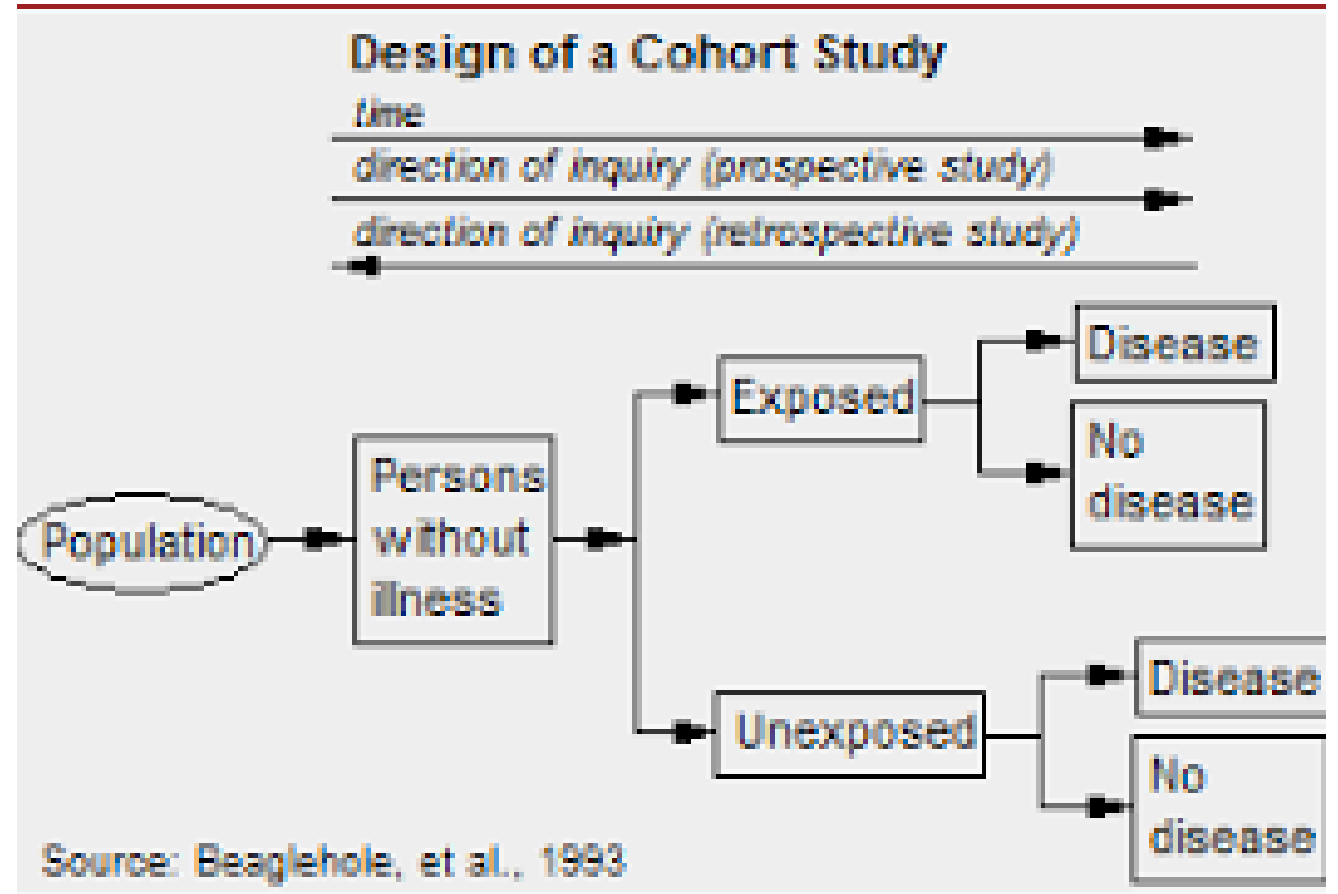 Design of a Cohort Study
time
direction of inquiry (prospective study)
direction of inquiry (retrospective study)
Population
Persons
without
illness
Exposed
Disease
No
disease
Unexposed
Disease
No
disease
Source: Beaglehole, et al., 1993